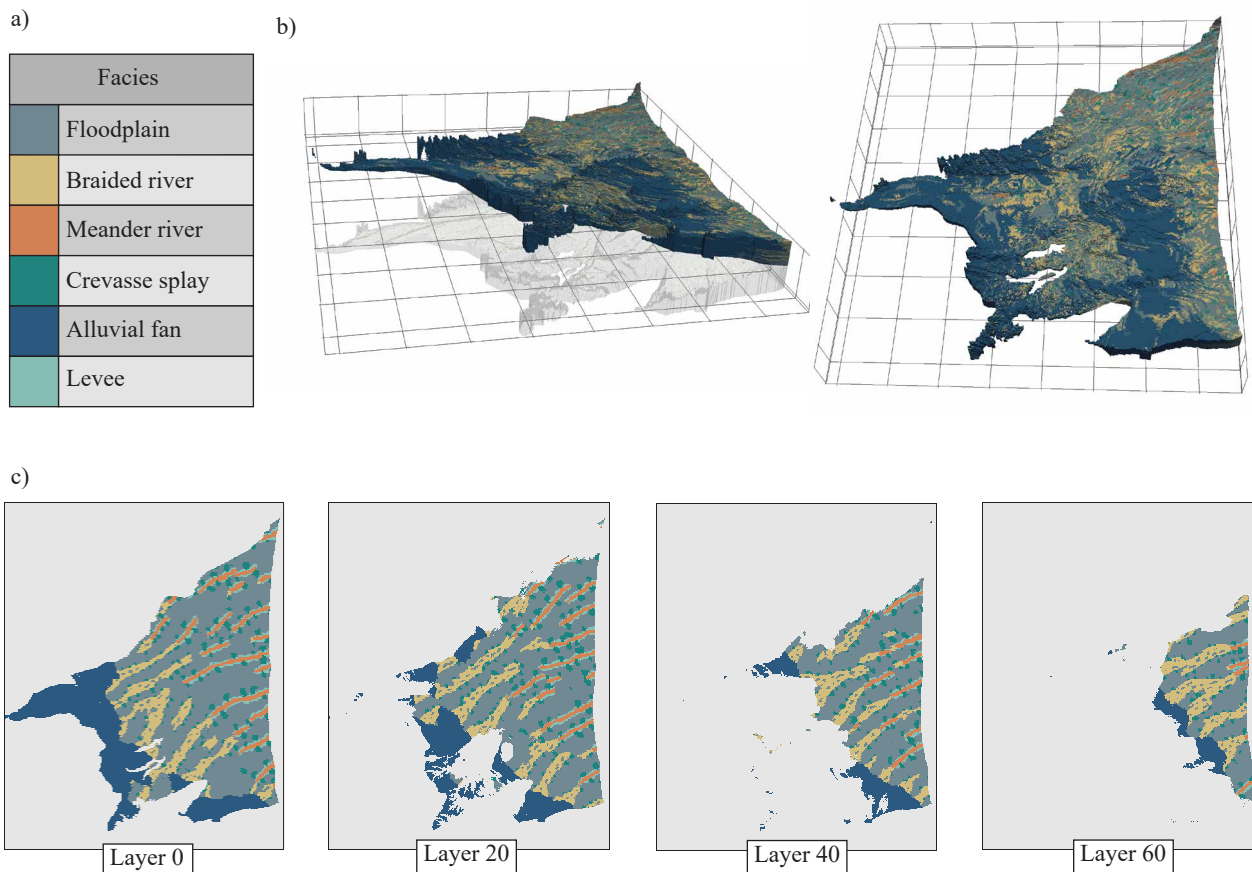 a)
b)
Facies
Floodplain
Braided river
Meander river
Crevasse splay
Alluvial fan
Levee
c)
Layer 0
Layer 20
Layer 40
Layer 60